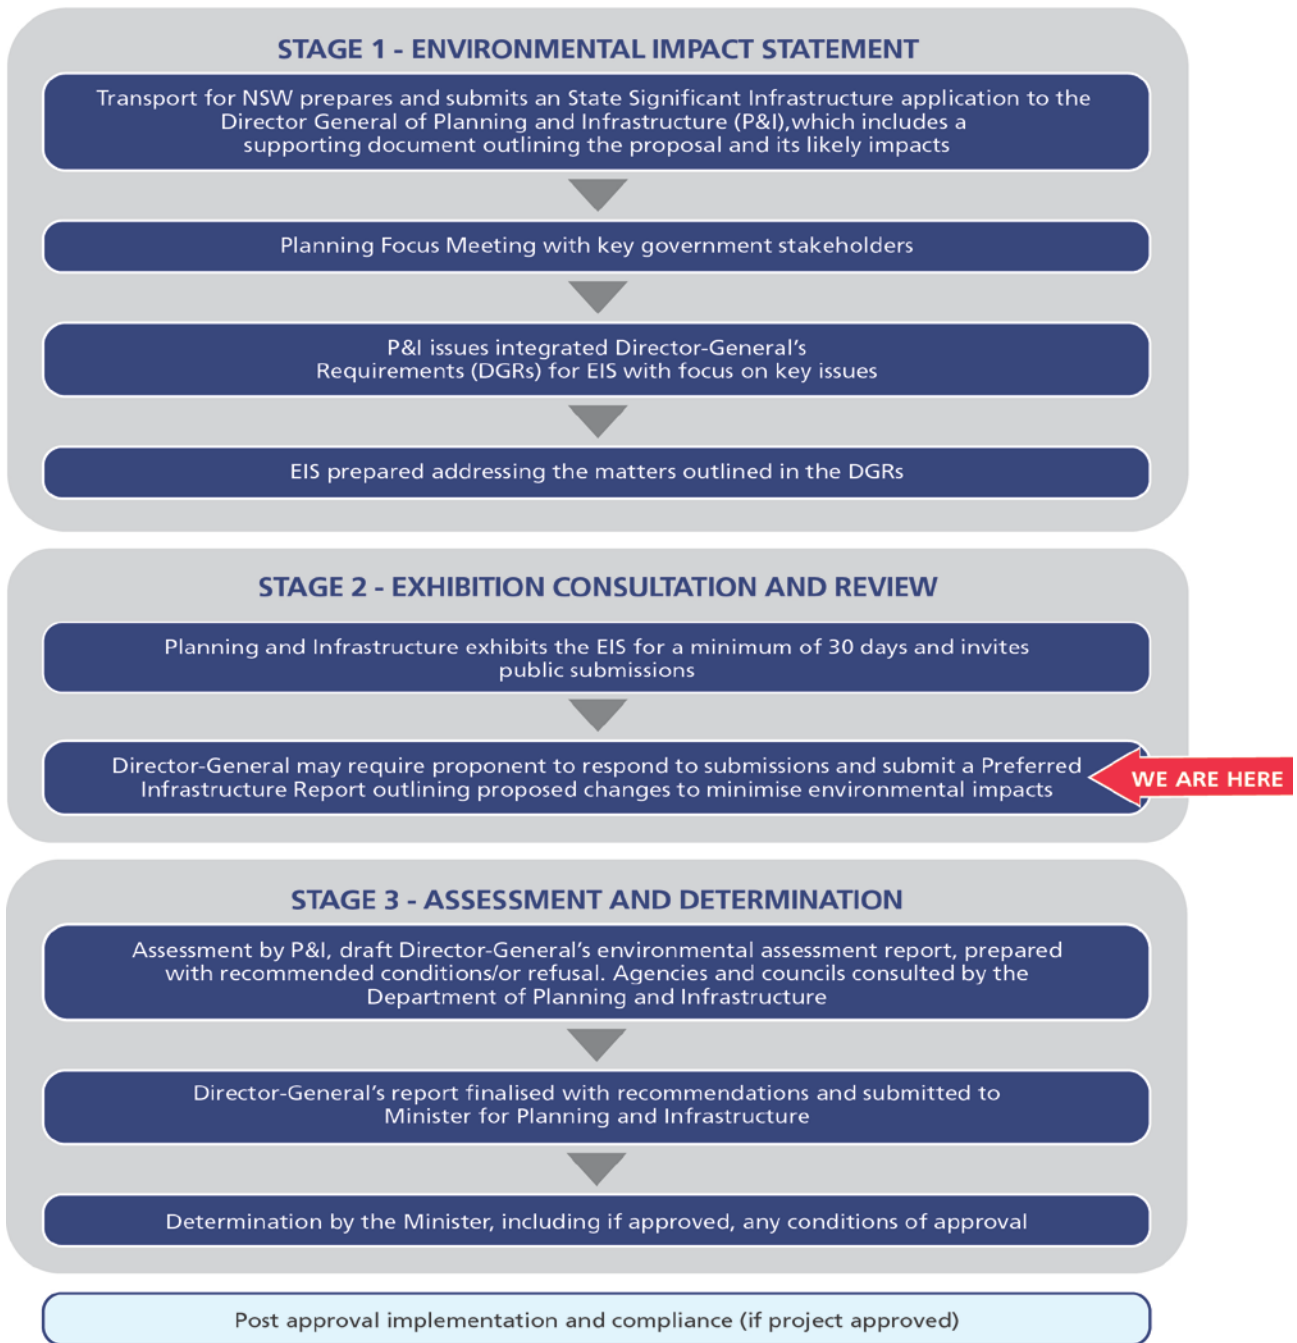 STAGE 1 - ENVIRONMENTAL IMPACT STATEMENT
Transport for NSW prepares and submits an State Significant Infrastructure application to the
Director General of Planning and Infrastructure (P&I),which includes a
supporting document outlining the proposal and its likely impacts
Planning Focus Meeting with key government stakeholders
P&I issues integrated Director-General’s
Requirements (DGRs) for EIS with focus on key issues
EIS prepared addressing the matters outlined in the DGRs
STAGE 2 - EXHIBITION CONSULTATION AND REVIEW
Planning and Infrastructure exhibits the EIS for a minimum of 30 days and invites
public submissions
Director-General may require proponent to respond to submissions and submit a Preferred
Infrastructure Report outlining proposed changes to minimise environmental impacts
WE ARE HERE
STAGE 3 - ASSESSMENT AND DETERMINATION
Assessment by P&I, draft Director-General’s environmental assessment report, prepared
with recommended conditions/or refusal. Agencies and councils consulted by the
Department of Planning and Infrastructure
Director-General’s report finalised with recommendations and submitted to
Minister for Planning and Infrastructure
Determination by the Minister, including if approved, any conditions of approval
Post approval implementation and compliance (if project approved)